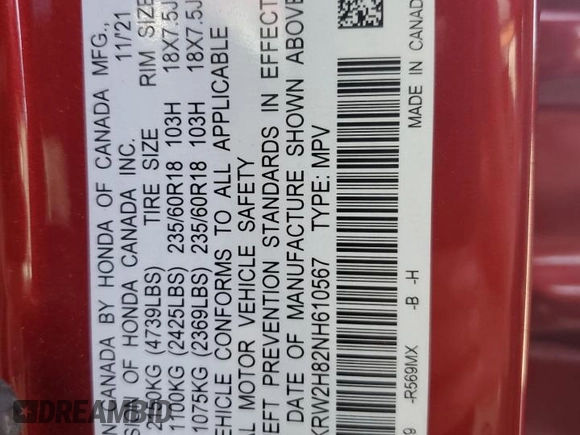 CANADA BY HONDA OF CANADA MFG.,
OF HONDA CANADA INC. 11/21
(4739LBS) TIRE SIZE RIM SIZE
1100KG (2425LBS) 235/60R18 103H 18X7.5J
1075KG (2369LBS) 235/60R18 103H 18X7.5J
CONFORMS TO ALL APPLICABLE
MOTOR VEHICLE SAFETY
PREVENTION STANDARDS IN EFFECT
DATE OF MANUFACTURE SHOWN ABOVE
KRW2H82NH610567 TYPE: MPV
-R569MX -B -H MADE IN CANADA
DREAMBID